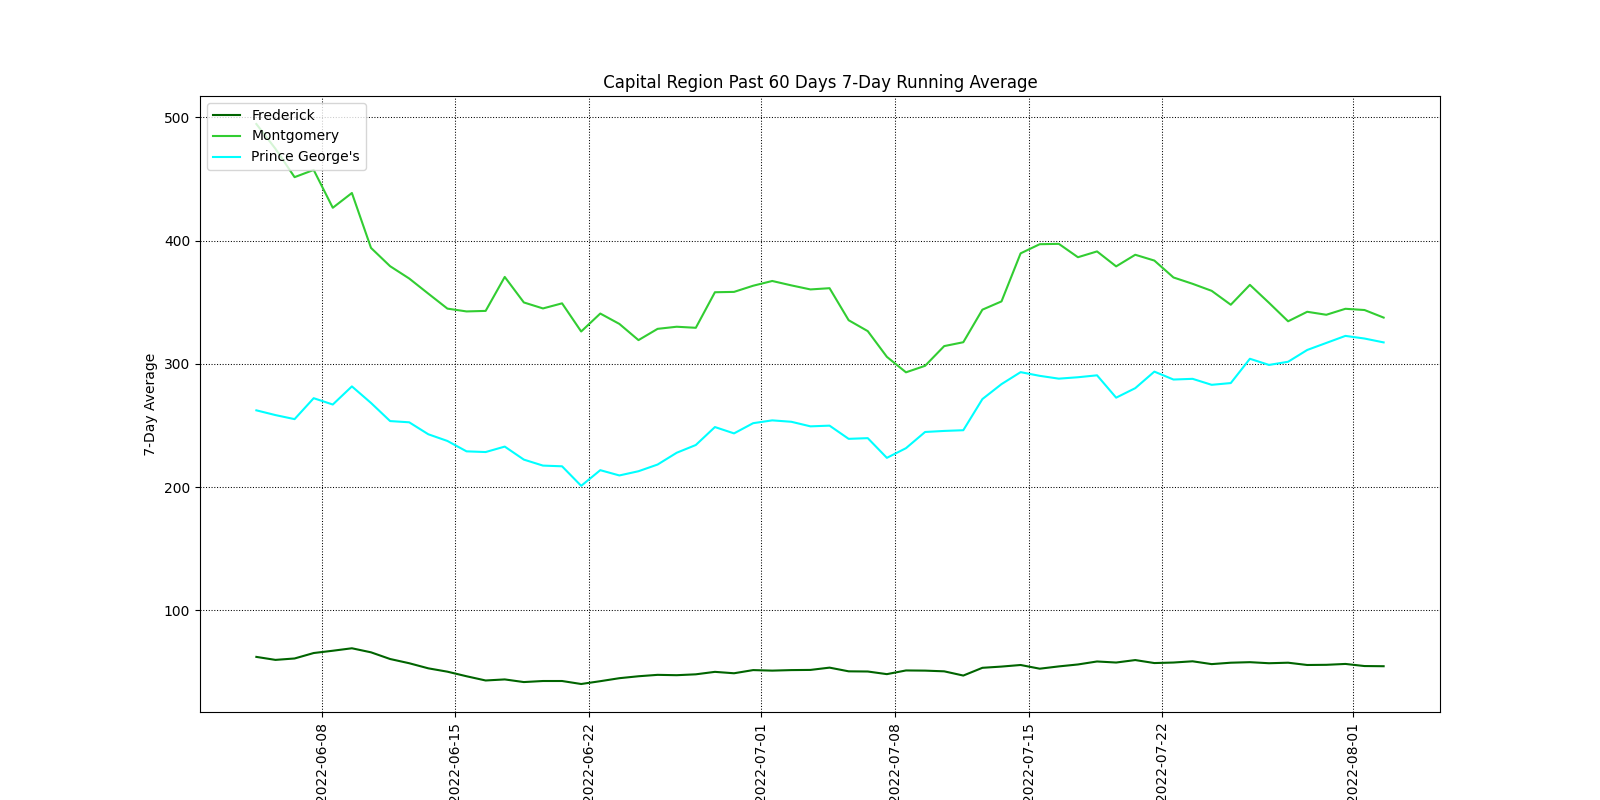 Capital Region Past 60 Days 7-Day Running Average
Frederick
Montgomery
Prince George's
7-Day Average
500
400
300
200
100
2022-06-08
2022-06-15
2022-06-22
2022-07-01
2022-07-08
2022-07-15
2022-07-22
2022-08-01